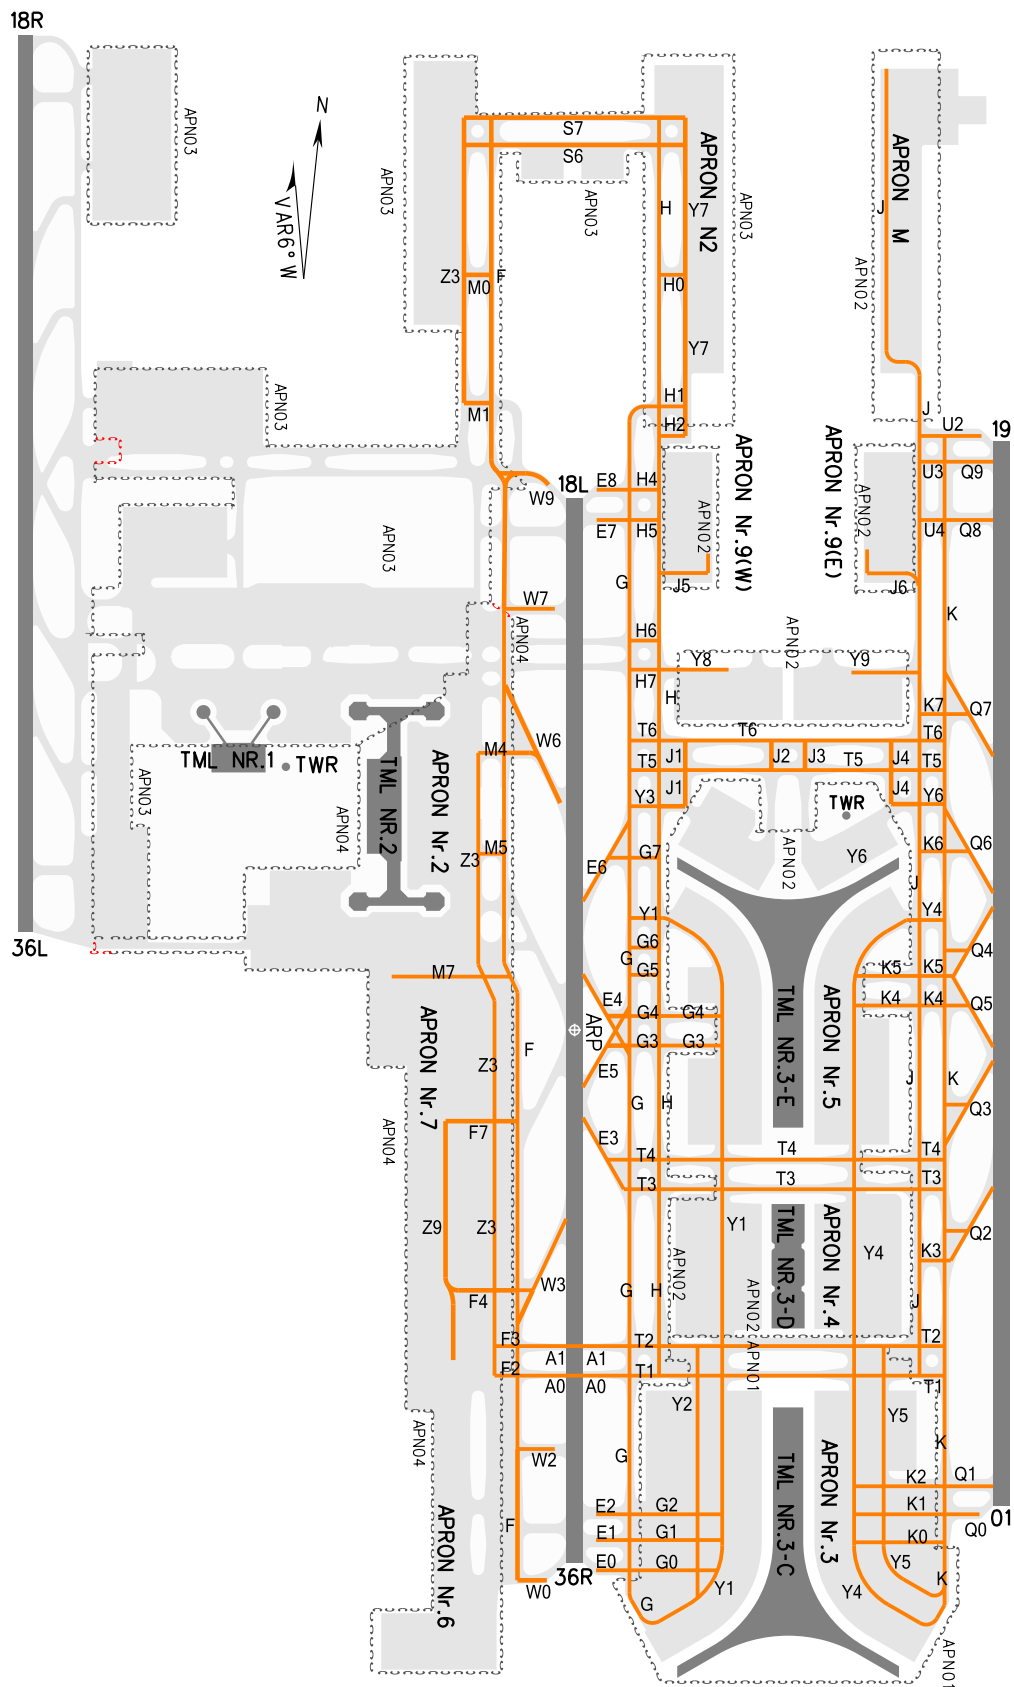 18R
N
VAR6°W
APN03
APN03
S7
S6
APN03
APRON N2
APN03
H
Y7
APRON M
J
APN02
Z3
F
M0
H0
Y7
M1
APN03
H1
H2
J
U2
19
18L
E8
H4
W9
APRON Nr.9(W)
APRON Nr.9(E)
U3
Q9
E7
H5
APN02
APN02
U4
Q8
APN03
G
J5
J6
W7
K
APN04
H6
APN02
H7
Y8
Y9
H
K7
Q7
TML NR.1
TWR
TML NR.2
APRON Nr.2
M4
W6
T6
T6
T6
T5
J1
J2
J3
T5
J4
T5
APN03
APN04
Y3
J1
J4
Y6
TWR
Z3
M5
E6
G7
APN02
Y6
K6
Q6
J
Y1
Y4
36L
G6
G
G5
K5
K5
Q4
M7
E4
G4
G4
K4
K4
Q5
ARP
G3
G3
APRON Nr.7
Z3
F
E5
TML NR.3-E
APRON Nr.5
J
K
G
H
Q3
F7
E3
APN04
T4
T4
T4
T3
T3
T3
Z9
Z3
Y1
TML NR.3-D
APRON Nr.4
Y4
Q2
K3
W3
APN02
APN02
F4
G
H
J
F3
T2
T2
F2
A1
A1
T1
APN01
T1
A0
A0
Y2
Y5
APN04
W2
G
TML NR.3-C
APRON Nr.3
K
K2
Q1
APRON Nr.6
F
E2
G2
K1
Q0
01
E1
G1
K0
E0
G0
Y5
36R
W0
Y1
Y4
K
G
APN01